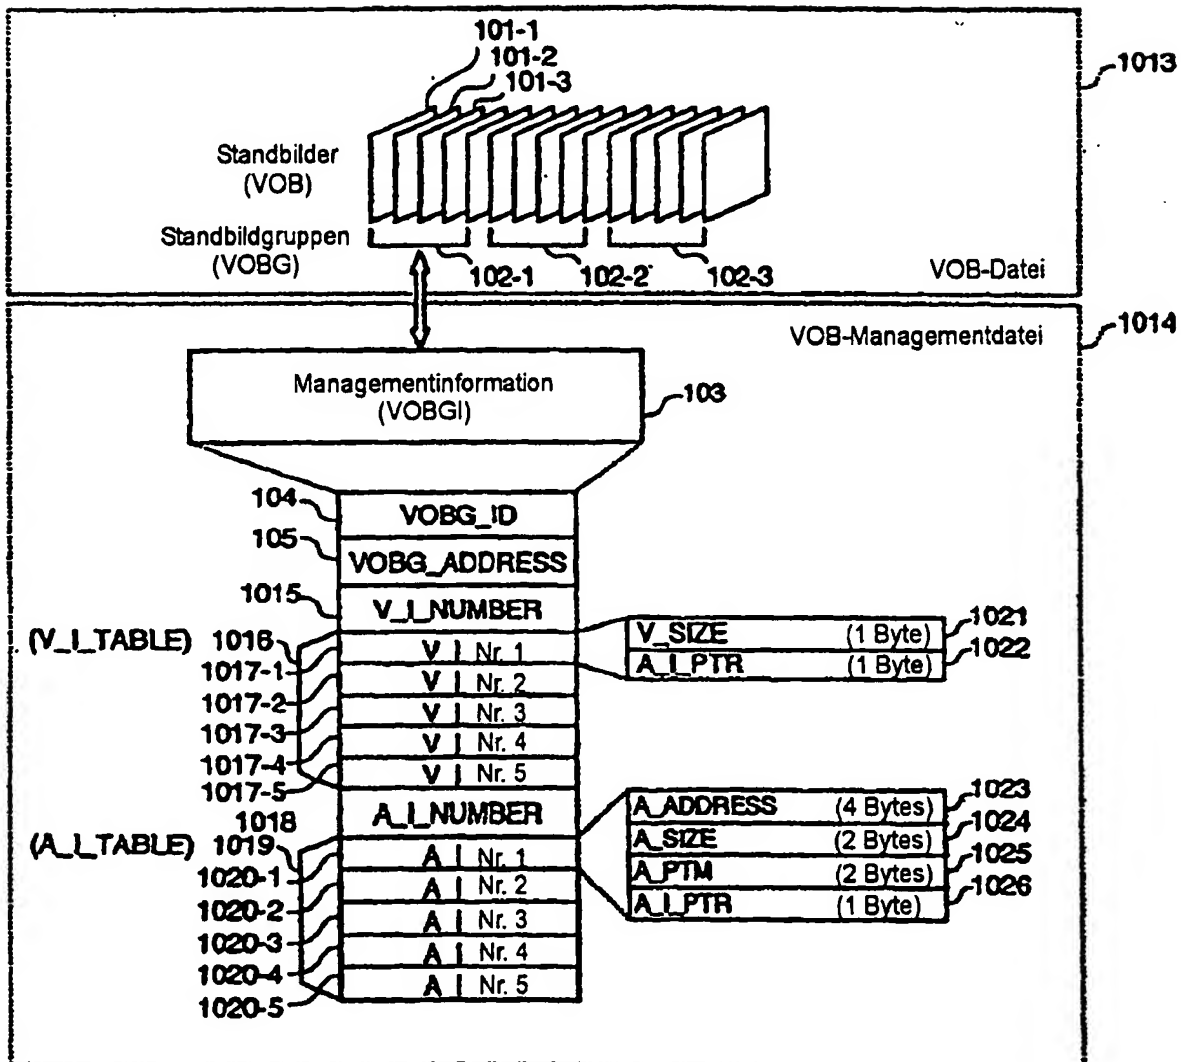 101-1
101-2
101-3
1013
Standbilder
(VOB)
Standbildgruppen
(VOBG)
102-1
102-2
102-3
VOB-Datei
1014
VOB-Managementdatei
Managementinformation
(VOBGI)
103
104
VOBG_ID
105
VOBG_ADDRESS
1015
V_I_NUMBER
(V_I_TABLE)
1016
1017-1
V I Nr. 1
1017-2
V I Nr. 2
1017-3
V I Nr. 3
1017-4
V I Nr. 4
1017-5
V I Nr. 5
V_SIZE (1 Byte)
1021
A_I_PTR (1 Byte)
1022
1018
A_I_NUMBER
(A_I_TABLE)
1019
1020-1
A I Nr. 1
1020-2
A I Nr. 2
1020-3
A I Nr. 3
1020-4
A I Nr. 4
1020-5
A I Nr. 5
A_ADDRESS (4 Bytes)
1023
A_SIZE (2 Bytes)
1024
A_PTM (2 Bytes)
1025
A_I_PTR (1 Byte)
1026